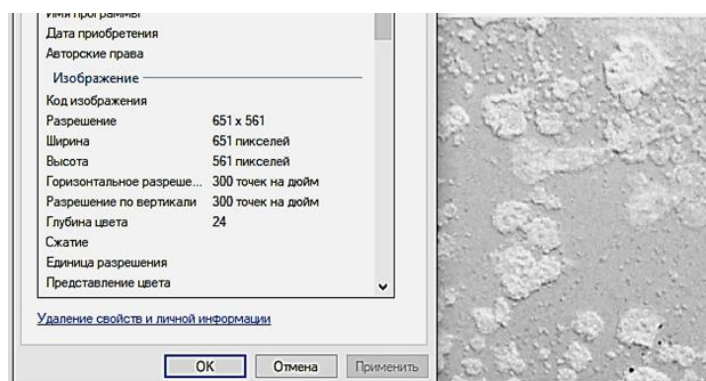 Имя программы
Дата приобретения
Авторские права
Изображение
Код изображения
Разрешение 651 x 561
Ширина 651 пикселей
Высота 561 пикселей
Горизонтальное разреше... 300 точек на дюйм
Разрешение по вертикали 300 точек на дюйм
Глубина цвета 24
Сжатие
Единица разрешения
Представление цвета
Удаление свойств и личной информации
ОК Отмена Применить